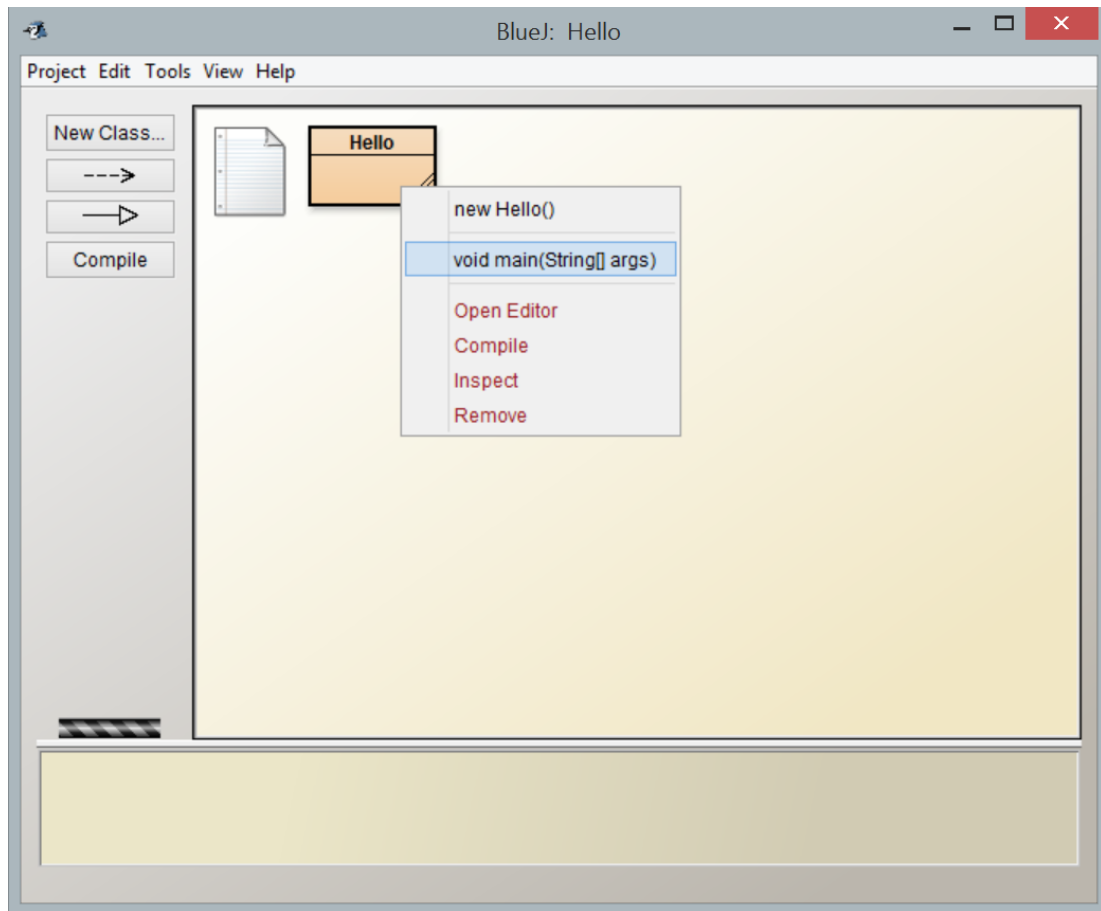 BlueJ: Hello
Project Edit Tools View Help
New Class...
Compile
Hello
new Hello()
void main(String[] args)
Open Editor
Compile
Inspect
Remove